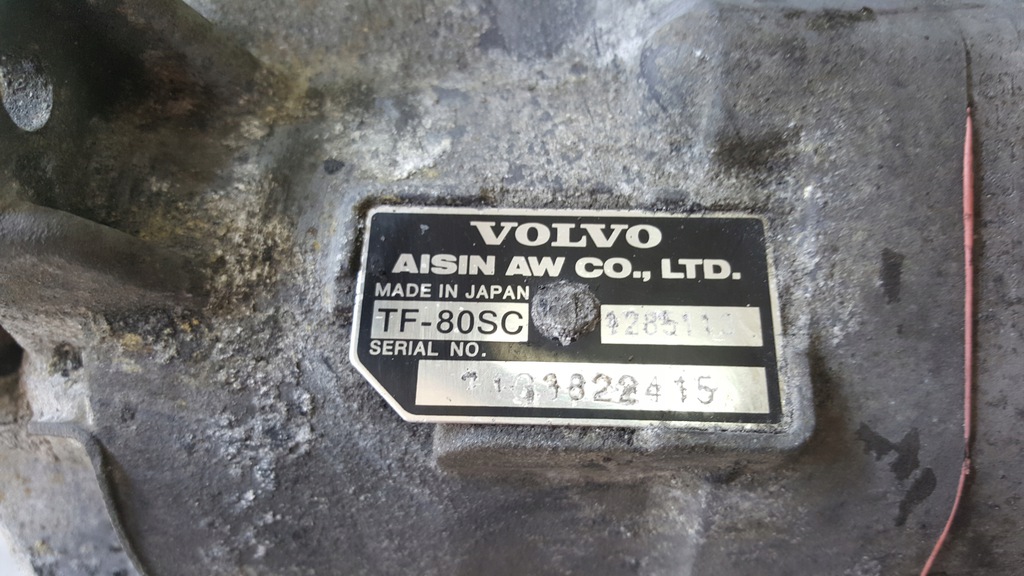 VOLVO
AISIN AW CO., LTD.
MADE IN JAPAN
TF-80SC
SERIAL NO.